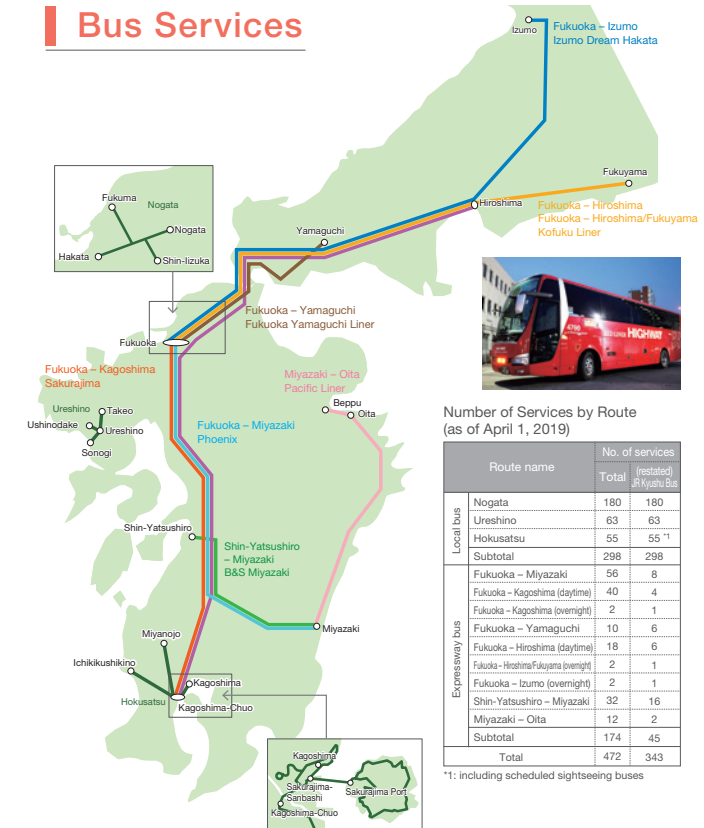 Bus Services
Izumo
Fukuoka – Izumo
Izumo Dream Hakata
Fukuyama
Hiroshima
Fukuoka – Hiroshima
Fukuoka – Hiroshima/Fukuyama
Kofuku Liner
Fukuma
Nogata
Nogata
Hakata
Shin-Iizuka
Yamaguchi
Fukuoka – Yamaguchi
Fukuoka Yamaguchi Liner
Fukuoka
HIGHWAY
Fukuoka – Kagoshima
Sakurajima
Miyazaki – Oita
Pacific Liner
Beppu
Oita
Ureshino
Takeo
Ushinodake
Ureshino
Sonogi
Fukuoka – Miyazaki
Phoenix
Shin-Yatsushiro
Shin-Yatsushiro
– Miyazaki
B&S Miyazaki
Miyazaki
Miyanojo
Ichikikushikino
Kagoshima
Hokusatsu
Kagoshima-Chuo
Kagoshima
Sakurajima-
Sanbashi
Sakurajima Port
Kagoshima-Chuo
Number of Services by Route
(as of April 1, 2019)
Route name
No. of services
Total
(restated)
JR Kyushu Bus
Local bus
Nogata 180 180
Ureshino 63 63
Hokusatsu 55 55 *1
Subtotal 298 298
Expressway bus
Fukuoka – Miyazaki 56 8
Fukuoka – Kagoshima (daytime) 40 4
Fukuoka – Kagoshima (overnight) 2 1
Fukuoka – Yamaguchi 10 6
Fukuoka – Hiroshima (daytime) 18 6
Fukuoka – Hiroshima/Fukuyama (overnight) 2 1
Fukuoka – Izumo (overnight) 2 1
Shin-Yatsushiro – Miyazaki 32 16
Miyazaki – Oita 12 2
Subtotal 174 45
Total 472 343
*1: including scheduled sightseeing buses